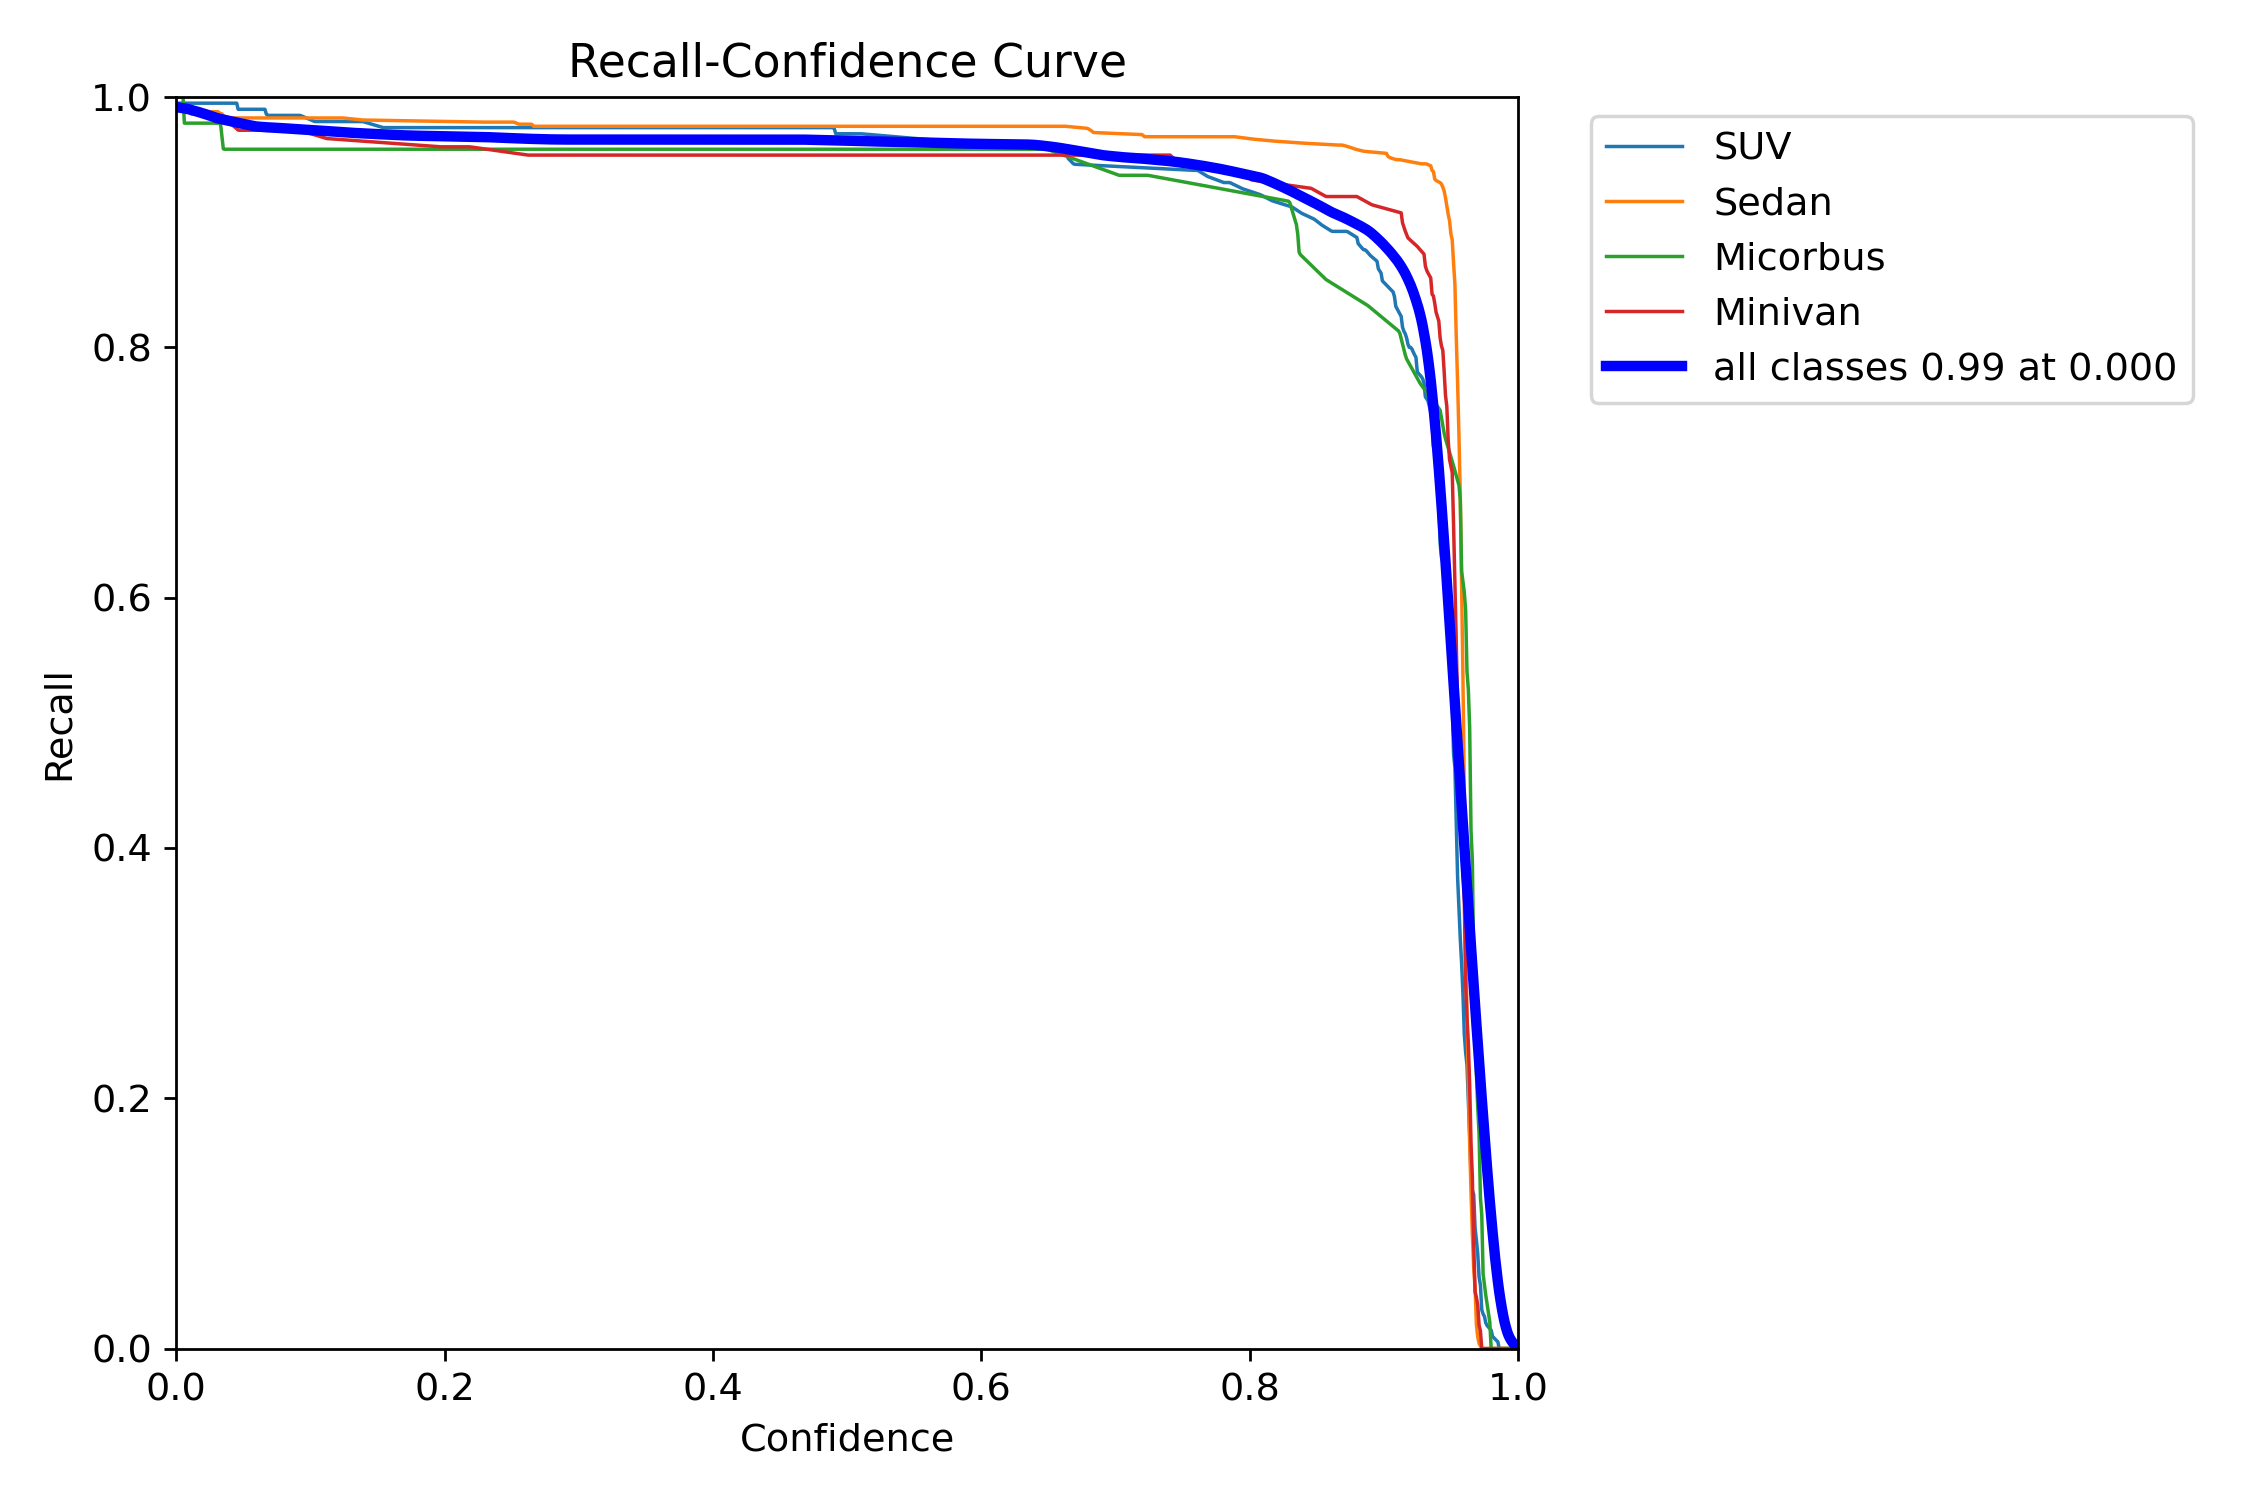 Recall-Confidence Curve
1.0
0.8
0.6
0.4
0.2
0.0
Recall
0.0 0.2 0.4 0.6 0.8 1.0
Confidence
SUV
Sedan
Micorbus
Minivan
all classes 0.99 at 0.000